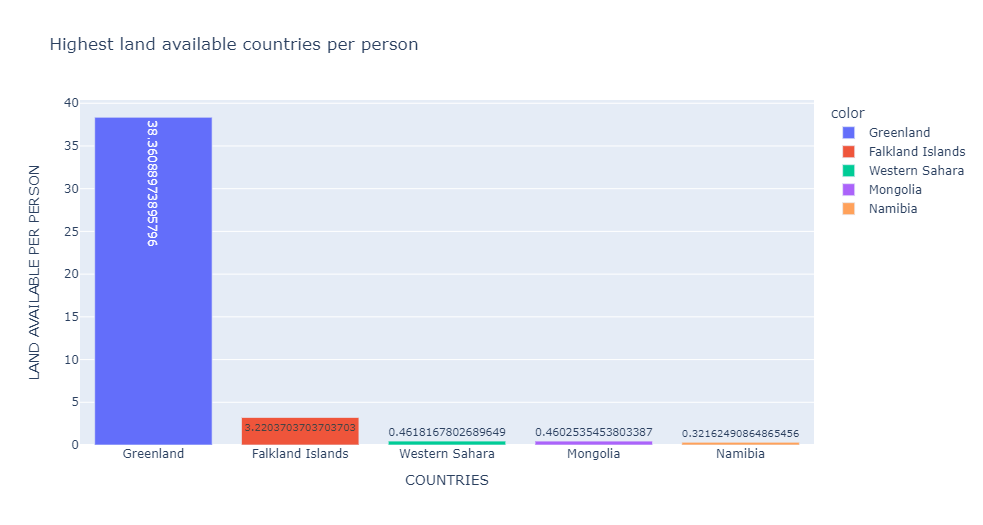 Highest land available countries per person
LAND AVAILABLE PER PERSON
40
35
30
25
20
15
10
5
0
38.36088973895796
3.2203703703703703
0.4618167802689649
0.4602535453803387
0.32162490864865456
Greenland
Falkland Islands
Western Sahara
Mongolia
Namibia
COUNTRIES
color
Greenland
Falkland Islands
Western Sahara
Mongolia
Namibia